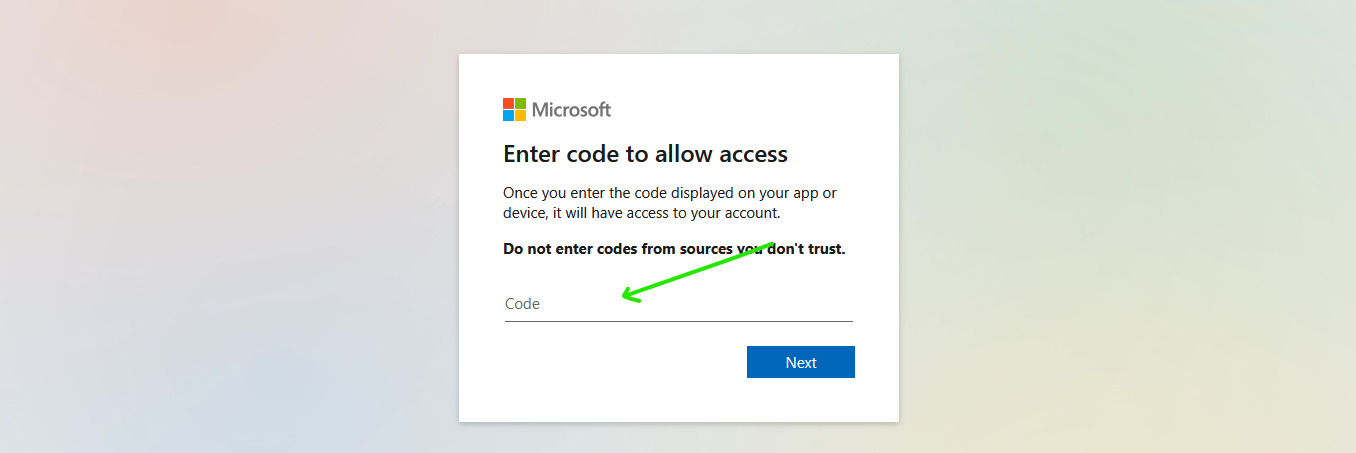 Microsoft
Enter code to allow access
Once you enter the code displayed on your app or
device, it will have access to your account.
Do not enter codes from sources you don't trust.
Code
Next